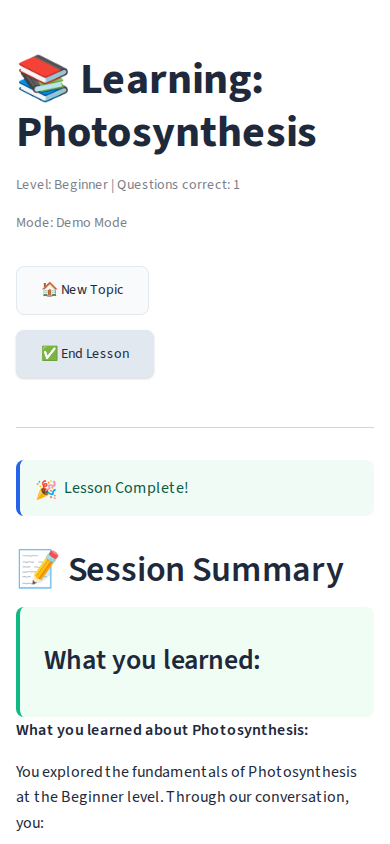 📚 Learning:
Photosynthesis
Level: Beginner | Questions correct: 1
Mode: Demo Mode
🏠 New Topic
✅ End Lesson
🎉 Lesson Complete!
📝 Session Summary
What you learned:
What you learned about Photosynthesis:
You explored the fundamentals of Photosynthesis
at the Beginner level. Through our conversation,
you: